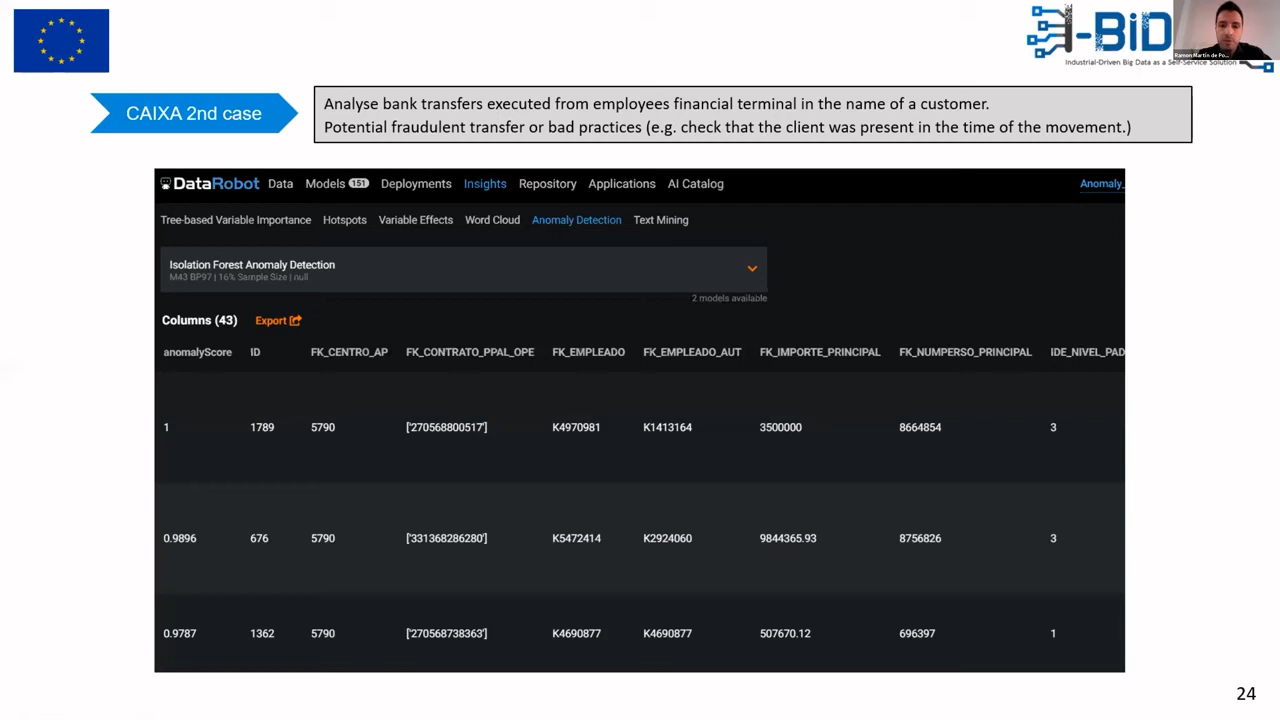 I-BiD
Industrial-Driven Big Data as a Self-Service Solution
Ramon Martin de Po...
CAIXA 2nd case
Analyse bank transfers executed from employees financial terminal in the name of a customer.
Potential fraudulent transfer or bad practices (e.g. check that the client was present in the time of the movement.)
DataRobot Data Models 151 Deployments Insights Repository Applications AI Catalog Anomaly_
Tree-based Variable Importance Hotspots Variable Effects Word Cloud Anomaly Detection Text Mining
Isolation Forest Anomaly Detection
M43 BP97 | 16% Sample Size | null
2 models available
Columns (43) Export
anomalyScore ID FK_CENTRO_AP FK_CONTRATO_PPAL_OPE FK_EMPLEADO FK_EMPLEADO_AUT FK_IMPORTE_PRINCIPAL FK_NUMPERSO_PRINCIPAL IDE_NIVEL_PAD
1 1789 5790 ['270568800517'] K4970981 K1413164 3500000 8664854 3
0.9896 676 5790 ['331368286280'] K5472414 K2924060 9844365.93 8756826 3
0.9787 1362 5790 ['270568738363'] K4690877 K4690877 507670.12 696397 1
24